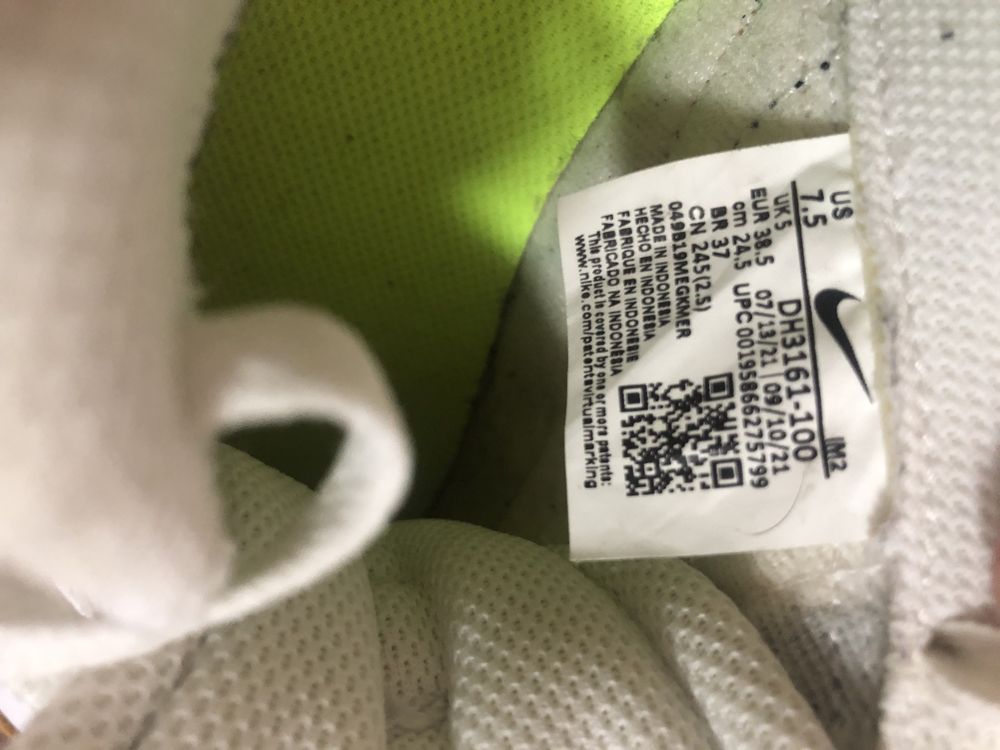 US
7.5
UK 5
EUR 38.5
cm 24.5
BR 37
CN 245(2.5)
IM2
DH3161-100
07/13/21 | 09/10/21
UPC 00195866275799
049B19MEGKMER
MADE IN INDONESIA
HECHO EN INDONESIA
FABRIQUE EN INDONESIE
FABRICADO NA INDONÉSIA
This product is covered by one or more patents:
www.nike.com/patentsvirtualmarking